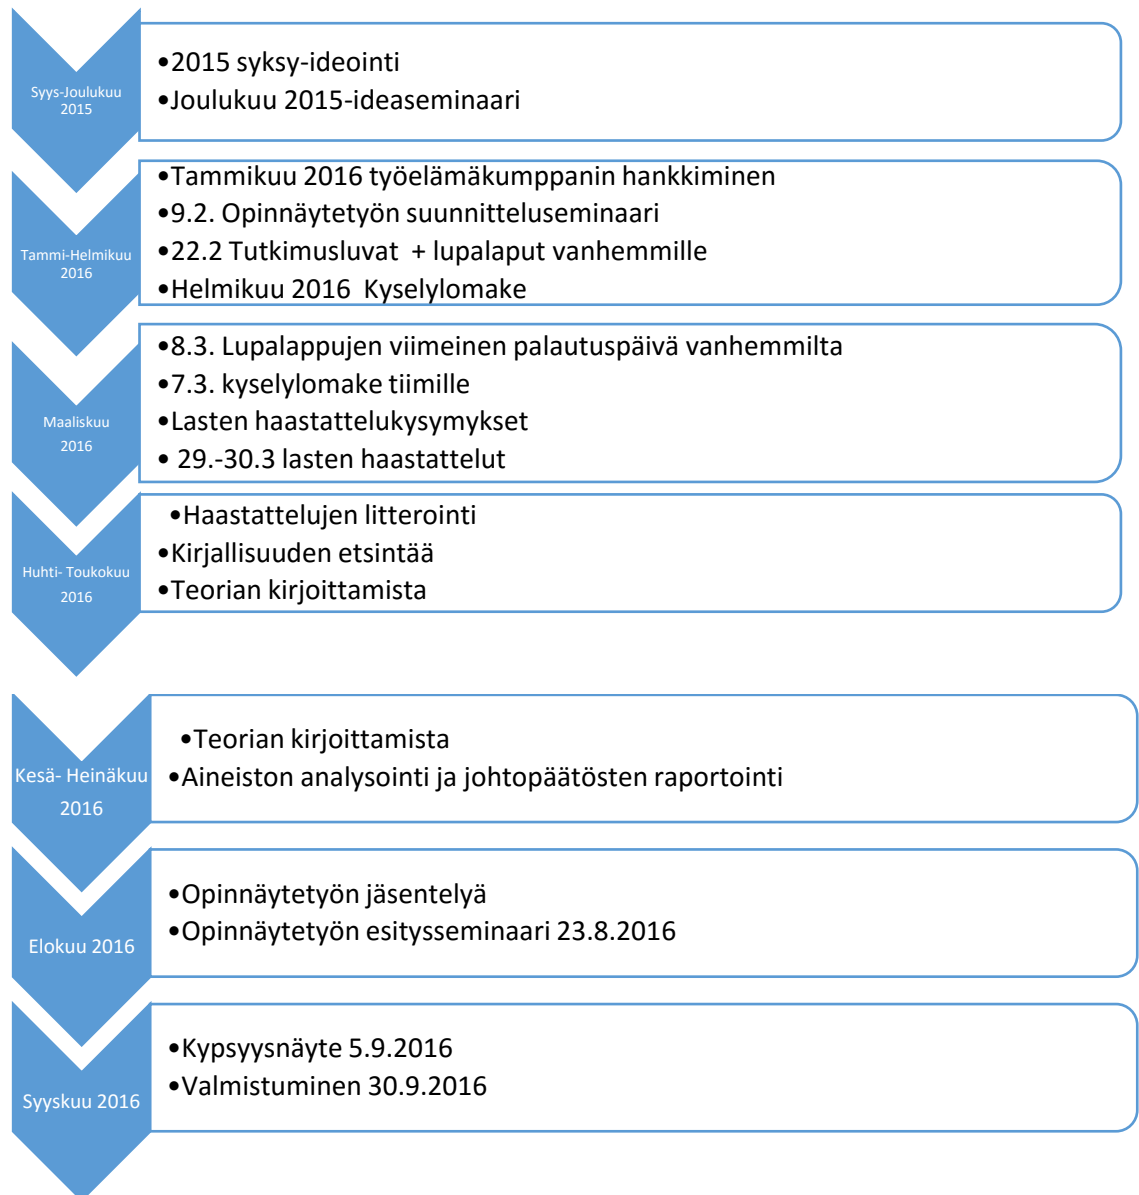 Syys-Joulukuu
2015
•2015 syksy-ideointi
•Joulukuu 2015-ideaseminaari
Tammi-Helmikuu
2016
•Tammikuu 2016 työelämäkumppanin hankkiminen
•9.2. Opinnäytetyön suunnitteluseminaari
•22.2 Tutkimusluvat + lupalaput vanhemmille
•Helmikuu 2016 Kyselylomake
Maaliskuu
2016
•8.3. Lupalappujen viimeinen palautuspäivä vanhemmilta
•7.3. kyselylomake tiimille
•Lasten haastattelukysymykset
• 29.-30.3 lasten haastattelut
Huhti- Toukokuu
2016
•Haastattelujen litterointi
•Kirjallisuuden etsintää
•Teorian kirjoittamista
Kesä- Heinäkuu
2016
•Teorian kirjoittamista
•Aineiston analysointi ja johtopäätösten raportointi
Elokuu 2016
•Opinnäytetyön jäsentelyä
•Opinnäytetyön esitysseminaari 23.8.2016
Syyskuu 2016
•Kypsyysnäyte 5.9.2016
•Valmistuminen 30.9.2016